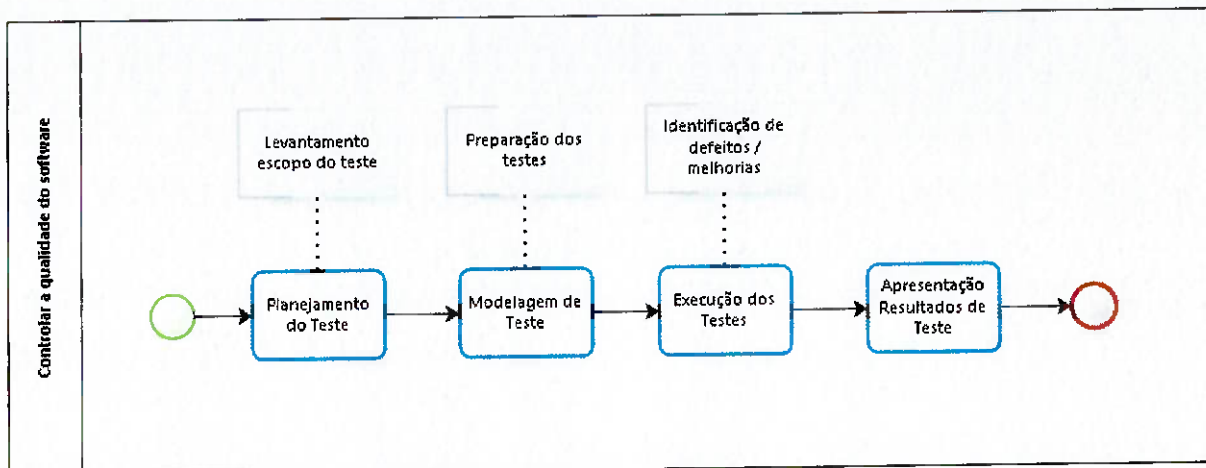 Controlar a qualidade do software
Levantamento
escopo do teste
Preparação dos
testes
Identificação de
defeitos /
melhorias
Planejamento
do Teste
Modelagem de
Teste
Execução dos
Testes
Apresentação
Resultados de
Teste